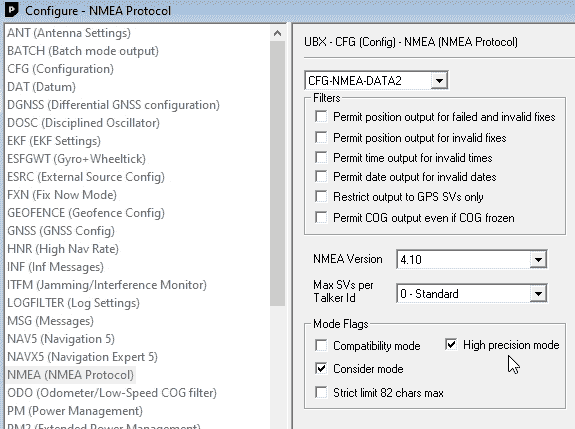 Configure - NMEA Protocol
ANT (Antenna Settings)
BATCH (Batch mode output)
CFG (Configuration)
DAT (Datum)
DGNSS (Differential GNSS configuration)
DOSC (Disciplined Oscillator)
EKF (EKF Settings)
ESFGWT (Gyro+Wheeltick)
ESRC (External Source Config)
FXN (Fix Now Mode)
GEOFENCE (Geofence Config)
GNSS (GNSS Config)
HNR (High Nav Rate)
INF (Inf Messages)
ITFM (Jamming/Interference Monitor)
LOGFILTER (Log Settings)
MSG (Messages)
NAV5 (Navigation 5)
NAVX5 (Navigation Expert 5)
NMEA (NMEA Protocol)
ODO (Odometer/Low-Speed COG filter)
PM (Power Management)
PM2 (Extended Power Management)
UBX - CFG (Config) - NMEA (NMEA Protocol)
CFG-NMEA-DATA2
Filters
Permit position output for failed and invalid fixes
Permit position output for invalid fixes
Permit time output for invalid times
Permit date output for invalid dates
Restrict output to GPS SVs only
Permit COG output even if COG frozen
NMEA Version
4.10
Max SVs per
Talker Id
0 - Standard
Mode Flags
Compatibility mode
High precision mode
Consider mode
Strict limit 82 chars max